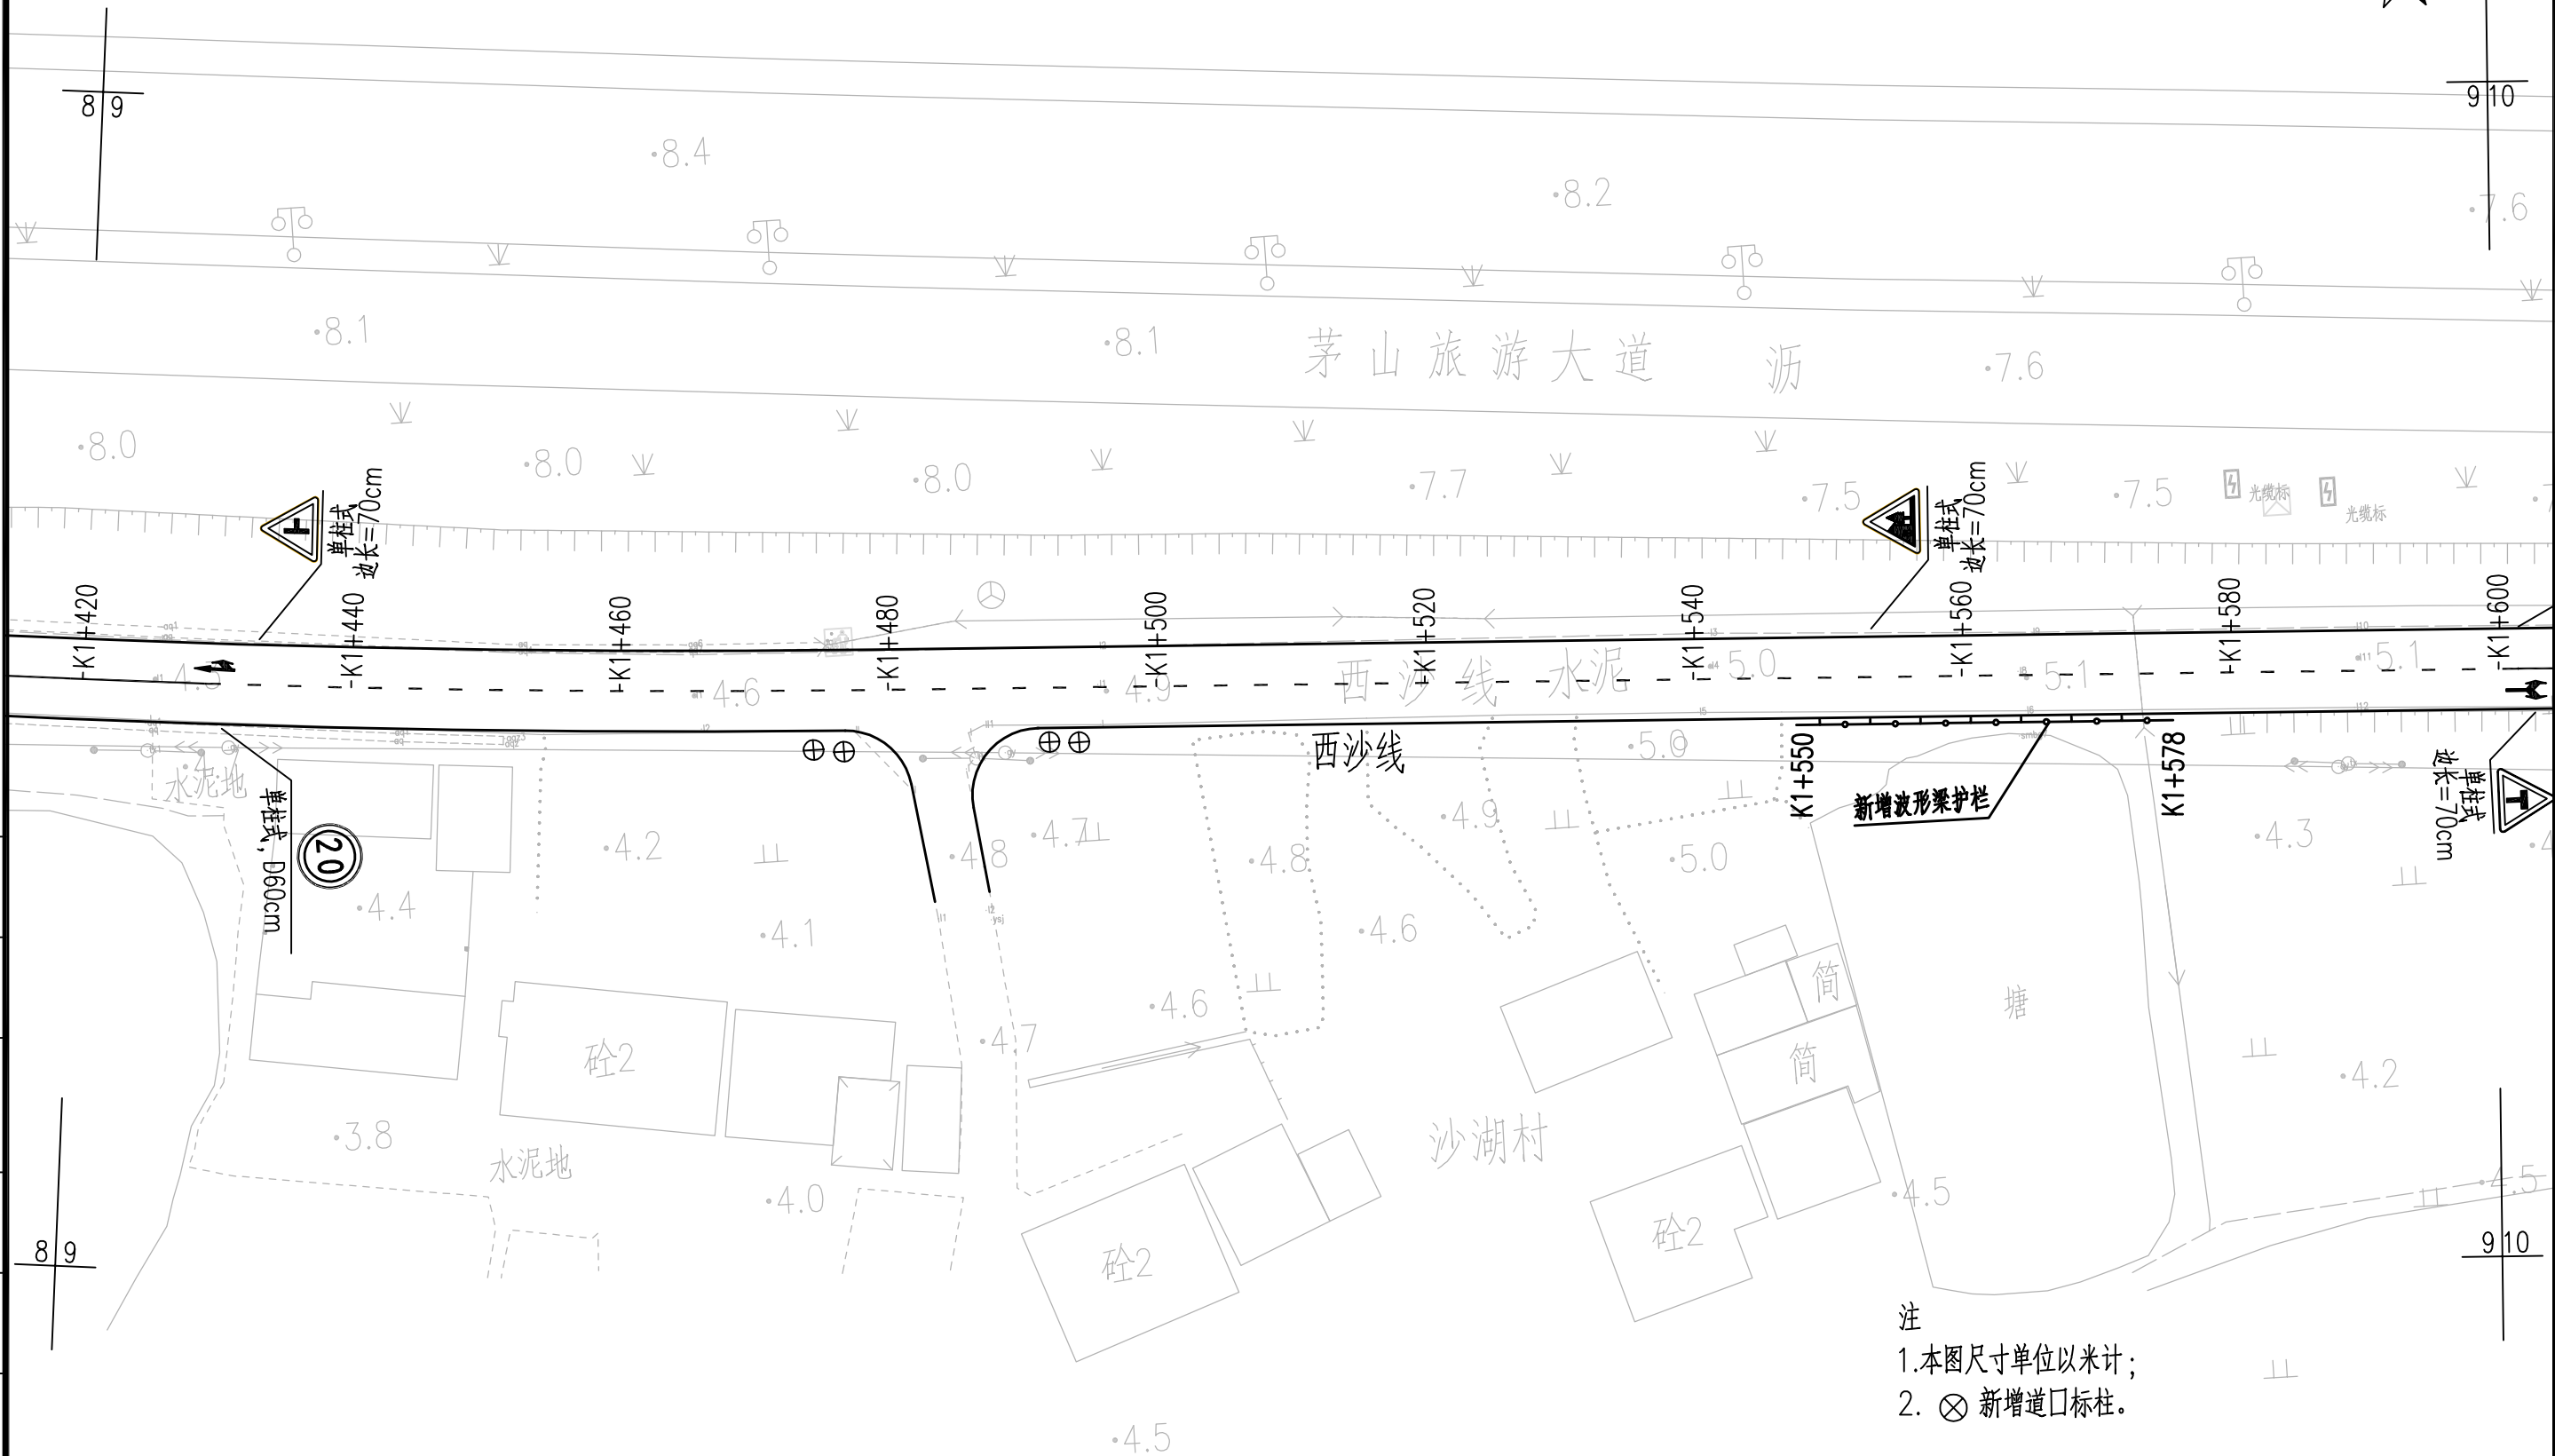 8 9
9 10
8.4
8.2
7.6
8.1
8.1
茅山旅游大道 沥
7.6
8.0
8.0
8.0
7.7
7.5
7.5
光缆标
光缆标
单柱式
边长=70cm
单柱式
边长=70cm
K1+420
K1+440
K1+460
K1+480
K1+500
K1+520
K1+540
K1+560
K1+580
K1+600
4.6
4.9
西沙线 水泥
5.0
5.1
5.1
西沙线
5.0
K1+550
新增波形梁护栏
K1+578
单柱式
边长=70cm
水泥地
单柱式, D60cm
20
4.2
4.4
4.8
4.7
4.8
4.9
5.0
4.3
4.1
4.6
4.6
4.7
简
简
塘
砼2
4.2
3.8
水泥地
沙湖村
4.0
4.5
4.5
砼2
砼2
8 9
9 10
注
1.本图尺寸单位以米计;
2. 新增道口标柱。
4.5